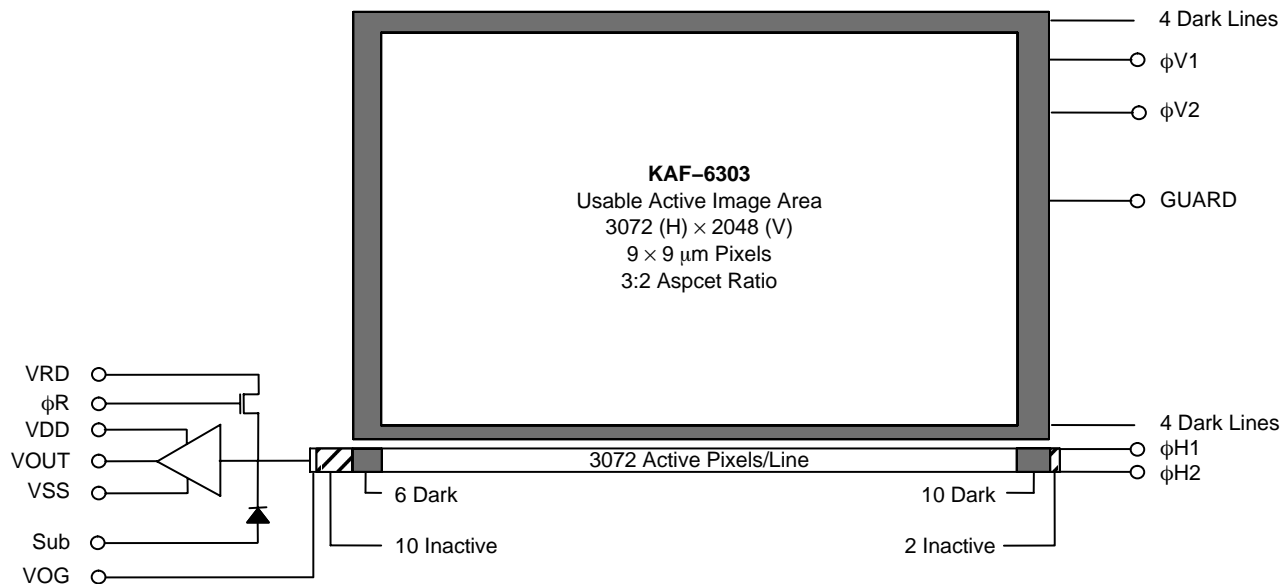 4 Dark Lines
ϕV1
ϕV2
GUARD
KAF–6303
Usable Active Image Area
3072 (H) × 2048 (V)
9 × 9 μm Pixels
3:2 Aspcet Ratio
VRD
ϕR
VDD
VOUT
VSS
Sub
VOG
4 Dark Lines
ϕH1
ϕH2
3072 Active Pixels/Line
6 Dark
10 Dark
10 Inactive
2 Inactive